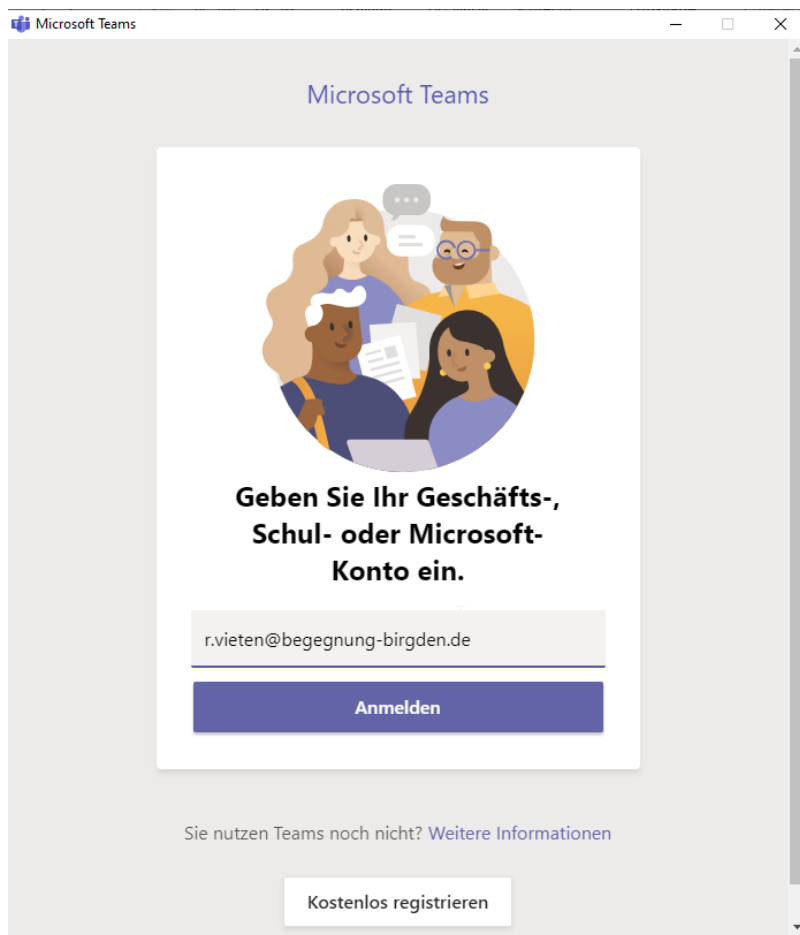 Microsoft Teams
Microsoft Teams
Geben Sie Ihr Geschäfts-,
Schul- oder Microsoft-
Konto ein.
r.vieten@begegnung-birgden.de
Anmelden
Sie nutzen Teams noch nicht? Weitere Informationen
Kostenlos registrieren